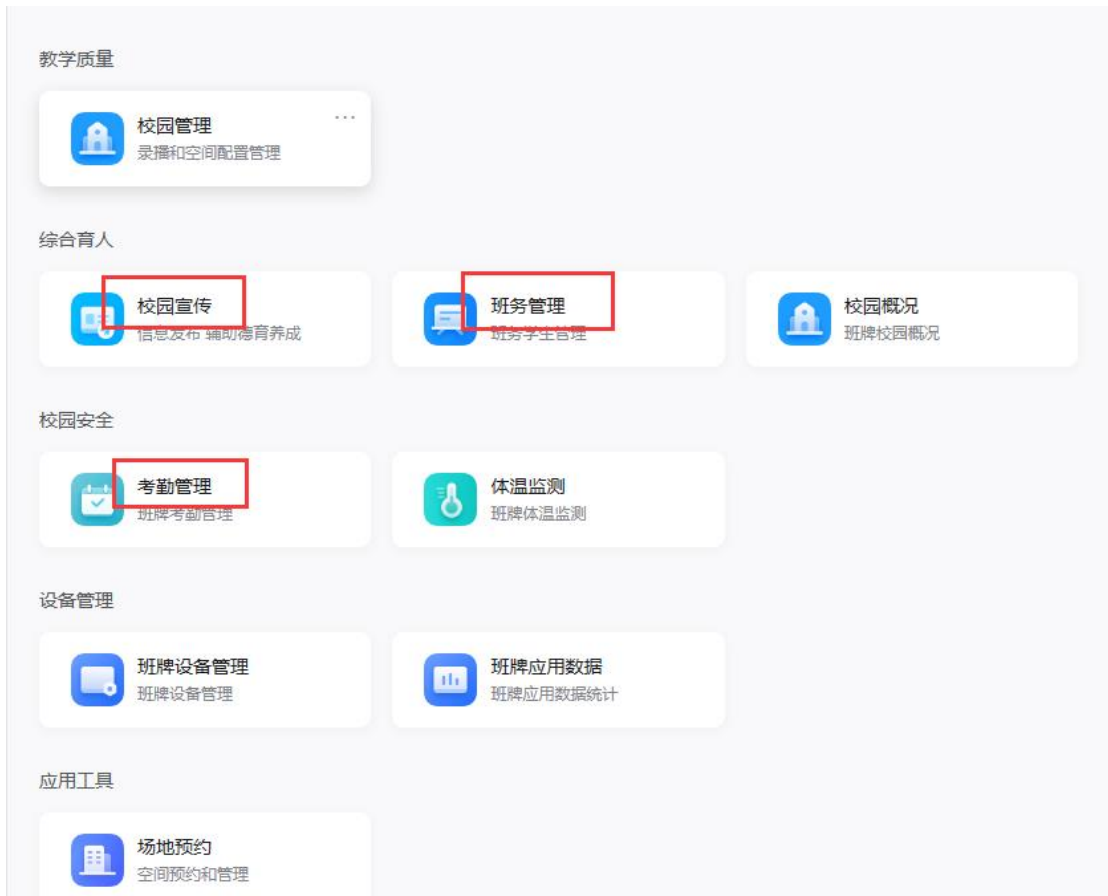 教学质量
校园管理
...
录播和空间配置管理
综合育人
校园宣传
信息发布 辅助德育养成
班务管理
班务学生管理
校园概况
班牌校园概况
校园安全
考勤管理
班牌考勤管理
体温监测
班牌体温监测
设备管理
班牌设备管理
班牌设备管理
班牌应用数据
班牌应用数据统计
应用工具
场地预约
空间预约和管理